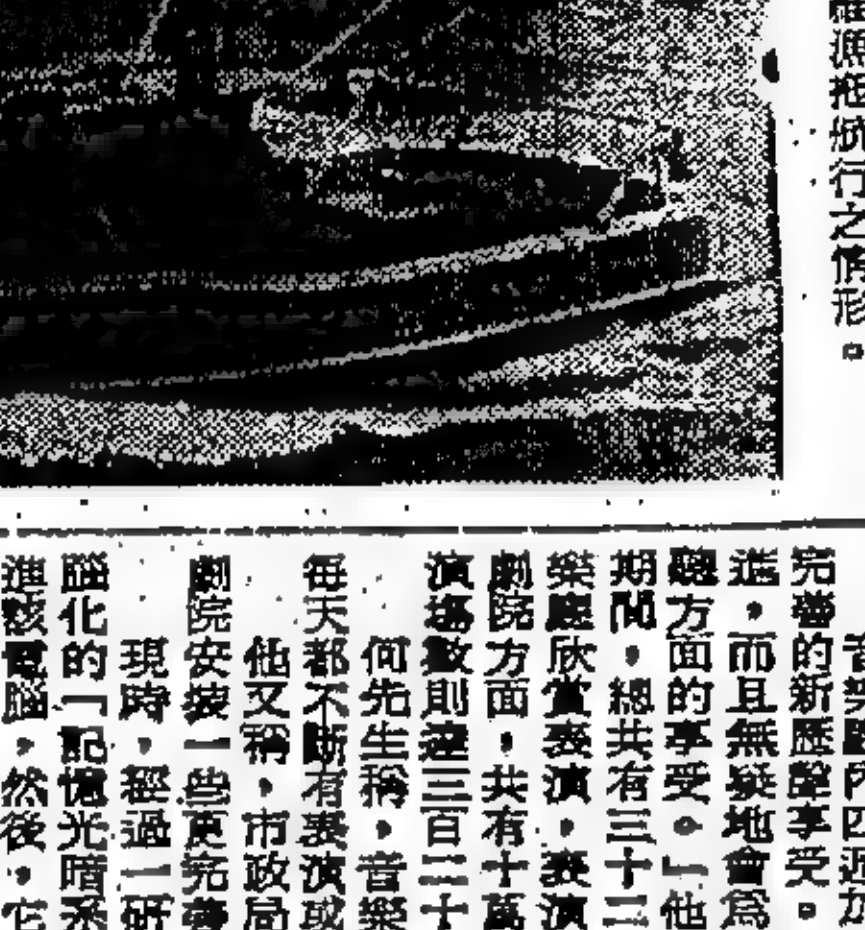 拖航行之情形。
音樂廳內四週加
完善的新歷聲享受。
進,而且無疑地會爲
聽方面的享受。」他
期間,總共有三十二
樂廳欣賞表演,表演
劇院方面,共有十萬
演場數則達三百二十
何先生稱,音樂
每天都不斷有表演或
他又稱,市政局
劇院安裝一些更完善
現時,經過一研
腦化的「記憶光暗系
進該電腦,然後,它